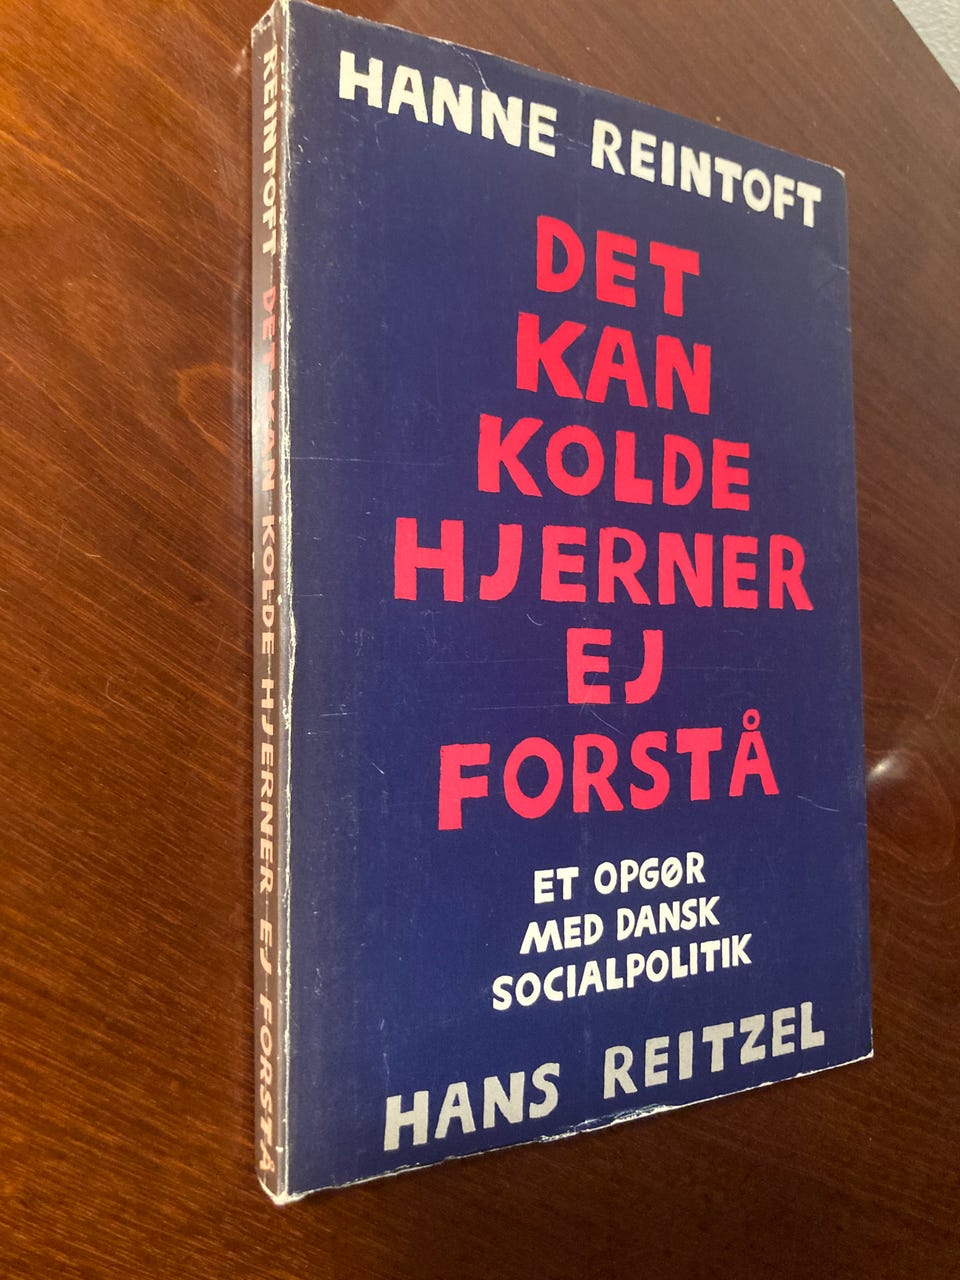 HANNE REINTOFT
DET
KAN
KOLDE
HJERNER
EJ
FORSTÅ
ET OPGØR
MED DANSK
SOCIALPOLITIK
HANS REITZEL
REINTOFT DET KAN KOLDE HJERNER EJ FORSTÅ